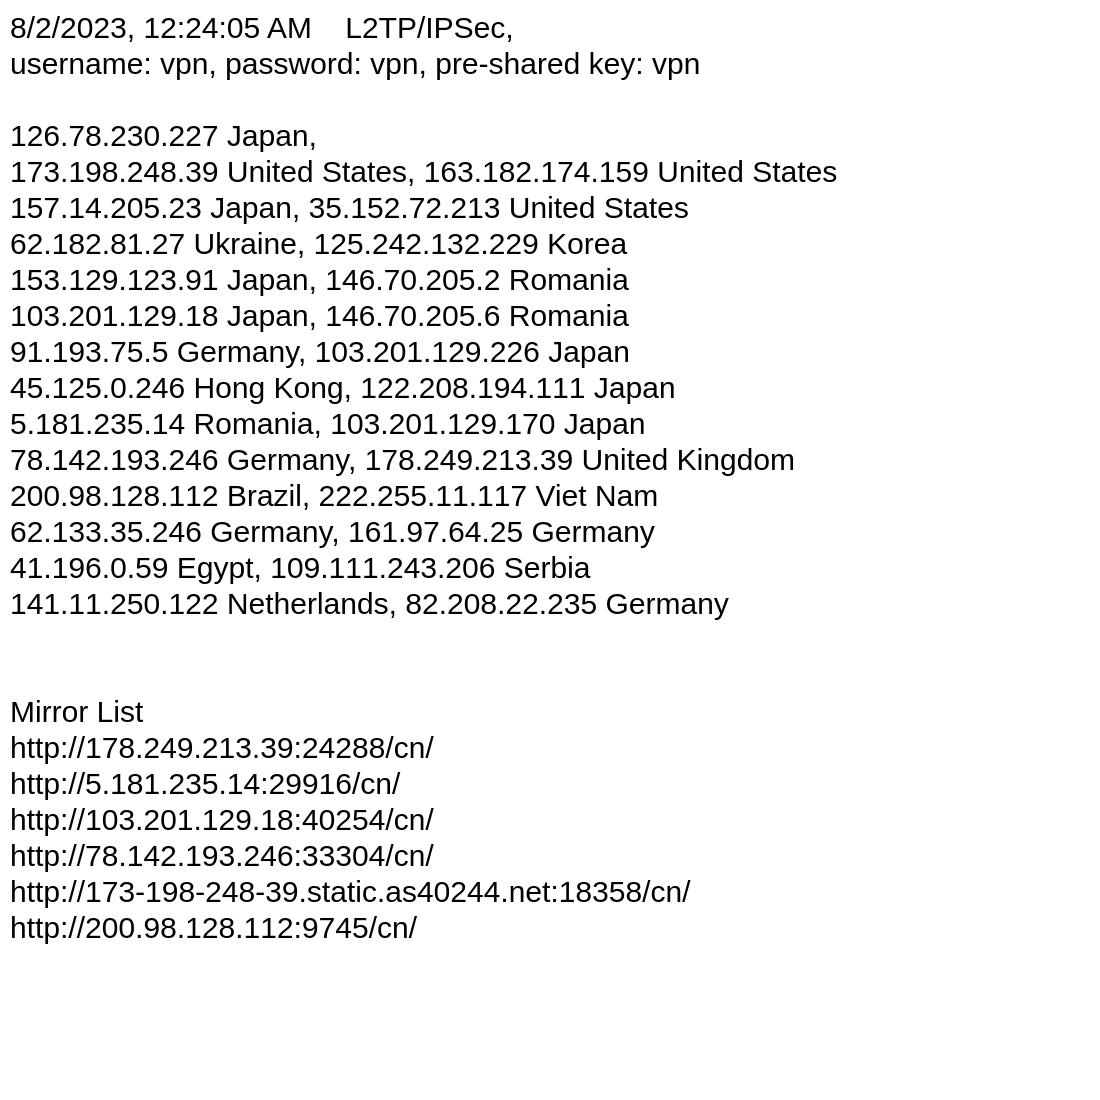 8/2/2023, 12:24:05 AM    L2TP/IPSec,
username: vpn, password: vpn, pre-shared key: vpn
126.78.230.227 Japan,
173.198.248.39 United States, 163.182.174.159 United States
157.14.205.23 Japan, 35.152.72.213 United States
62.182.81.27 Ukraine, 125.242.132.229 Korea
153.129.123.91 Japan, 146.70.205.2 Romania
103.201.129.18 Japan, 146.70.205.6 Romania
91.193.75.5 Germany, 103.201.129.226 Japan
45.125.0.246 Hong Kong, 122.208.194.111 Japan
5.181.235.14 Romania, 103.201.129.170 Japan
78.142.193.246 Germany, 178.249.213.39 United Kingdom
200.98.128.112 Brazil, 222.255.11.117 Viet Nam
62.133.35.246 Germany, 161.97.64.25 Germany
41.196.0.59 Egypt, 109.111.243.206 Serbia
141.11.250.122 Netherlands, 82.208.22.235 Germany
Mirror List
http://178.249.213.39:24288/cn/
http://5.181.235.14:29916/cn/
http://103.201.129.18:40254/cn/
http://78.142.193.246:33304/cn/
http://173-198-248-39.static.as40244.net:18358/cn/
http://200.98.128.112:9745/cn/